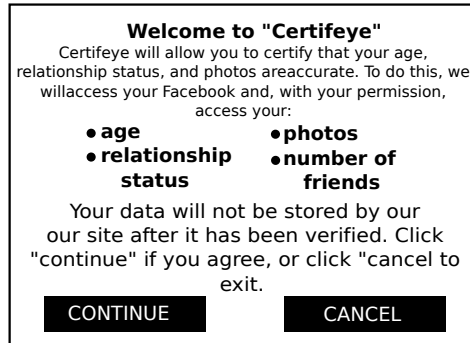 Welcome to "Certifeye"
Certifeye will allow you to certify that your age,
relationship status, and photos areaccurate. To do this, we
willaccess your Facebook and, with your permission,
access your:
• age
• relationship
status
• photos
• number of
friends
Your data will not be stored by our
our site after it has been verified. Click
"continue" if you agree, or click "cancel to
exit.
CONTINUE
CANCEL